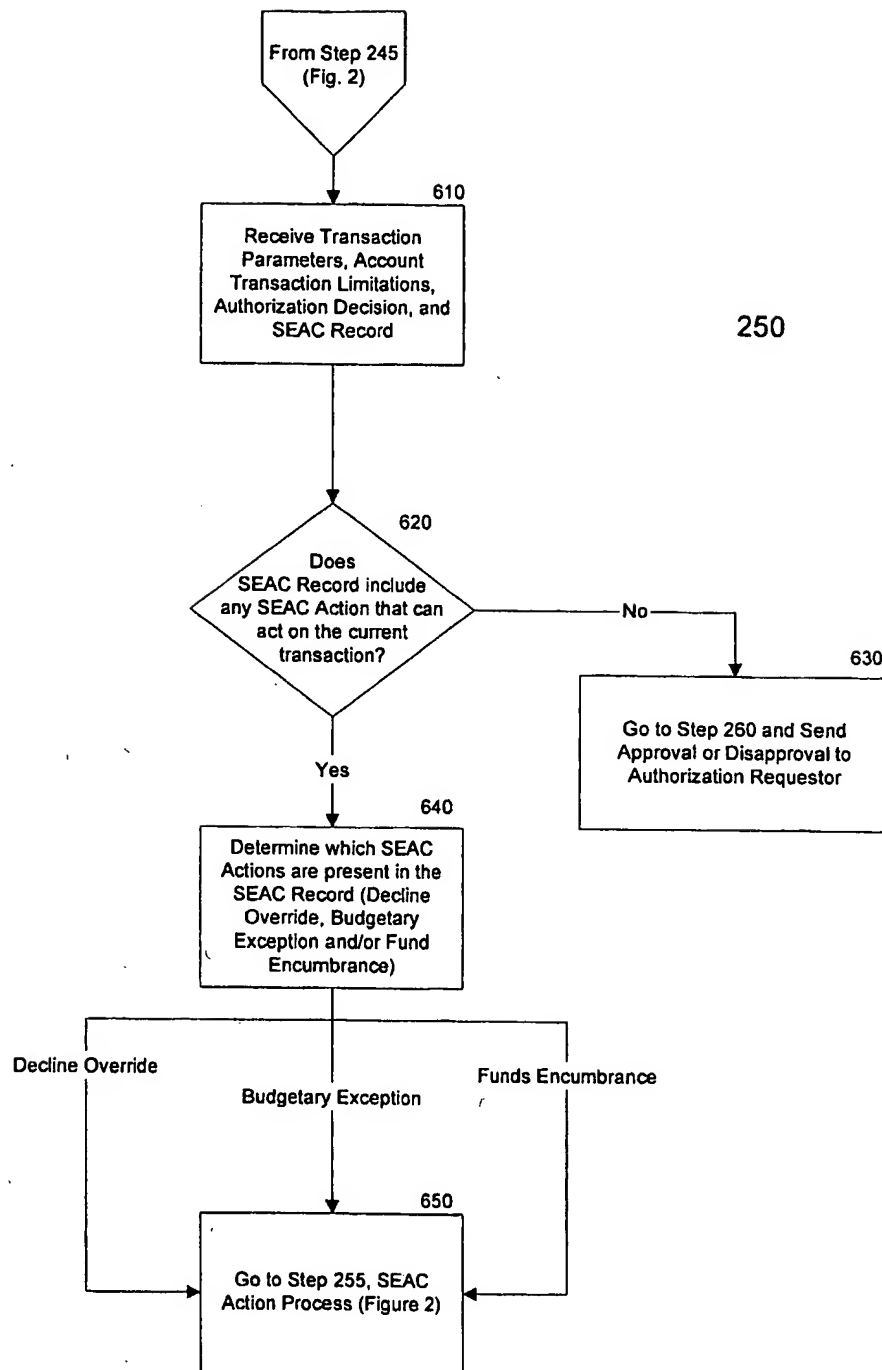 From Step 245
(Fig. 2)
610
Receive Transaction
Parameters, Account
Transaction Limitations,
Authorization Decision, and
SEAC Record
250
620
Does
SEAC Record include
any SEAC Action that can
act on the current
transaction?
No
630
Go to Step 260 and Send
Approval or Disapproval to
Authorization Requestor
Yes
640
Determine which SEAC
Actions are present in the
SEAC Record (Decline
Override, Budgetary
Exception and/or Fund
Encumbrance)
Decline Override
Budgetary Exception
Funds Encumbrance
650
Go to Step 255, SEAC
Action Process (Figure 2)